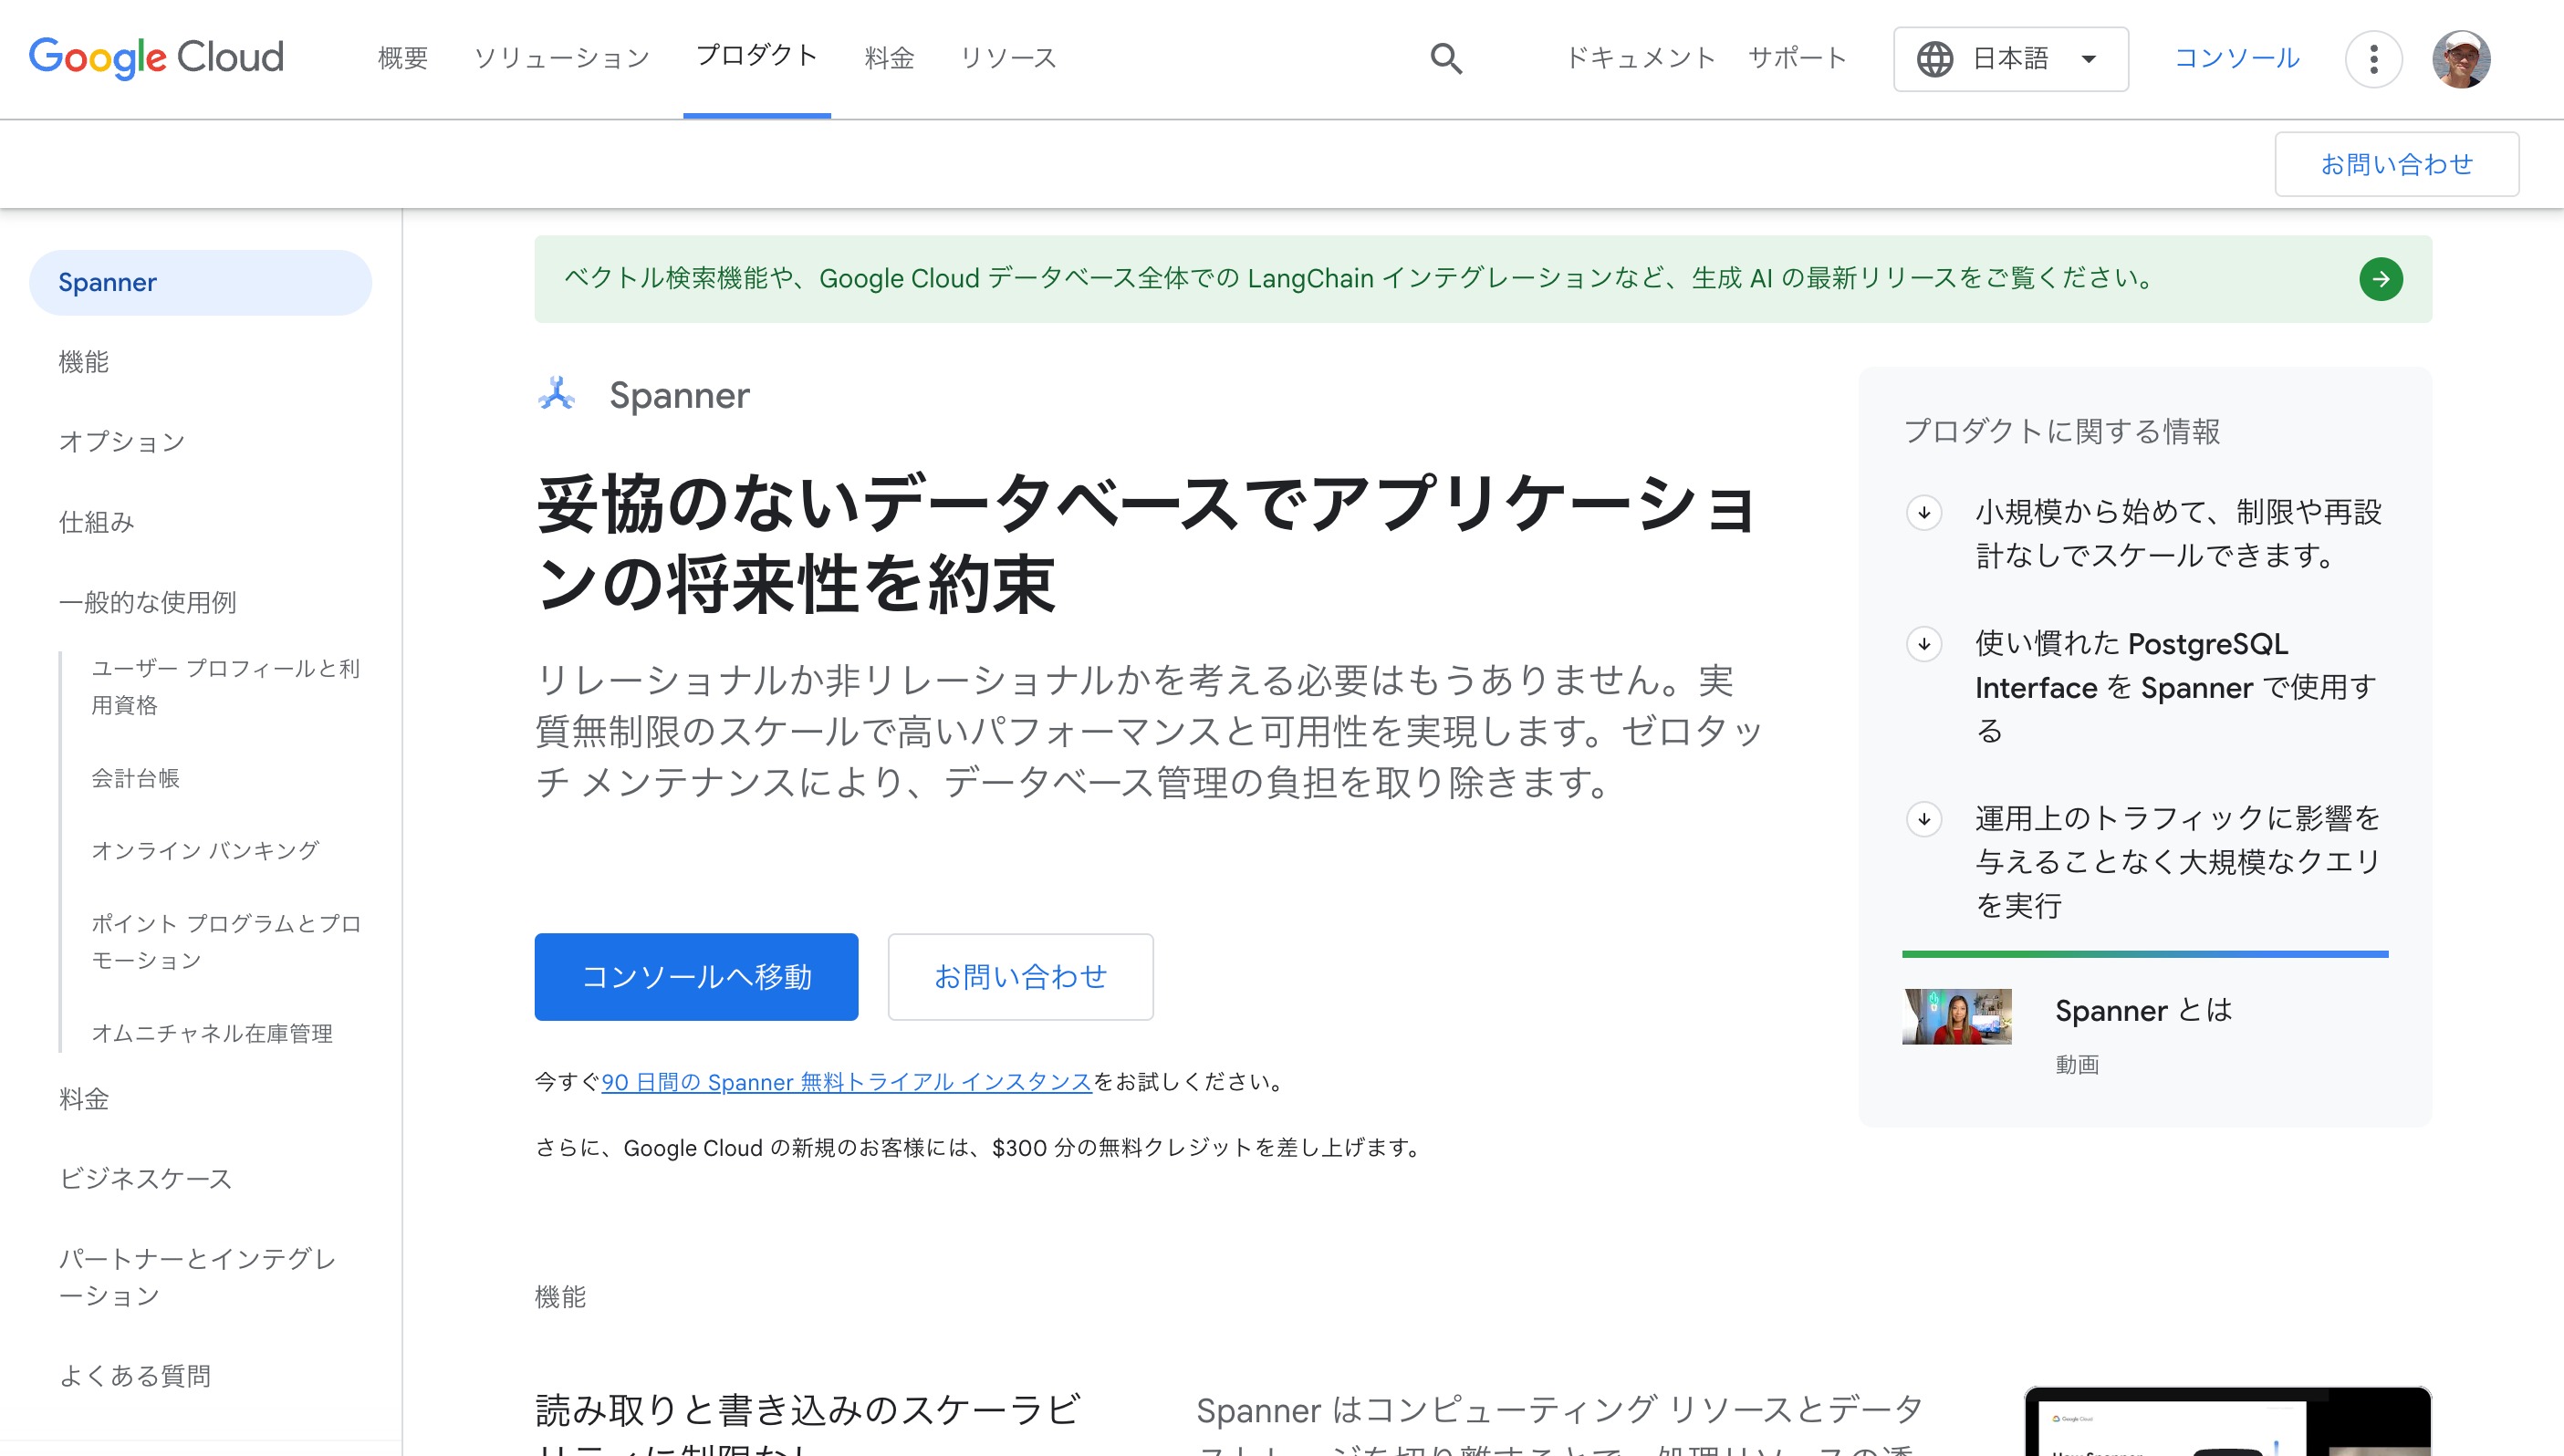 Google Cloud
概要
ソリューション
プロダクト
料金
リソース
ドキュメント
サポート
日本語
コンソール
お問い合わせ
Spanner
機能
オプション
仕組み
一般的な使用例
ユーザー プロフィールと利
用資格
会計台帳
オンライン バンキング
ポイント プログラムとプロ
モーション
オムニチャネル在庫管理
料金
ビジネスケース
パートナーとインテグレ
ーション
よくある質問
ベクトル検索機能や、Google Cloud データベース全体での LangChain インテグレーションなど、生成 AI の最新リリースをご覧ください。
Spanner
妥協のないデータベースでアプリケーショ
ンの将来性を約束
リレーショナルか非リレーショナルかを考える必要はもうありません。実
質無制限のスケールで高いパフォーマンスと可用性を実現します。ゼロタッ
チ メンテナンスにより、データベース管理の負担を取り除きます。
コンソールへ移動
お問い合わせ
今すぐ90 日間の Spanner 無料トライアル インスタンスをお試しください。
さらに、Google Cloud の新規のお客様には、$300 分の無料クレジットを差し上げます。
プロダクトに関する情報
小規模から始めて、制限や再設
計なしでスケールできます。
使い慣れた PostgreSQL
Interface を Spanner で使用す
る
運用上のトラフィックに影響を
与えることなく大規模なクエリ
を実行
Spanner とは
動画
機能
読み取りと書き込みのスケーラビ
Spanner はコンピューティング リソースとデータ
Google Cloud